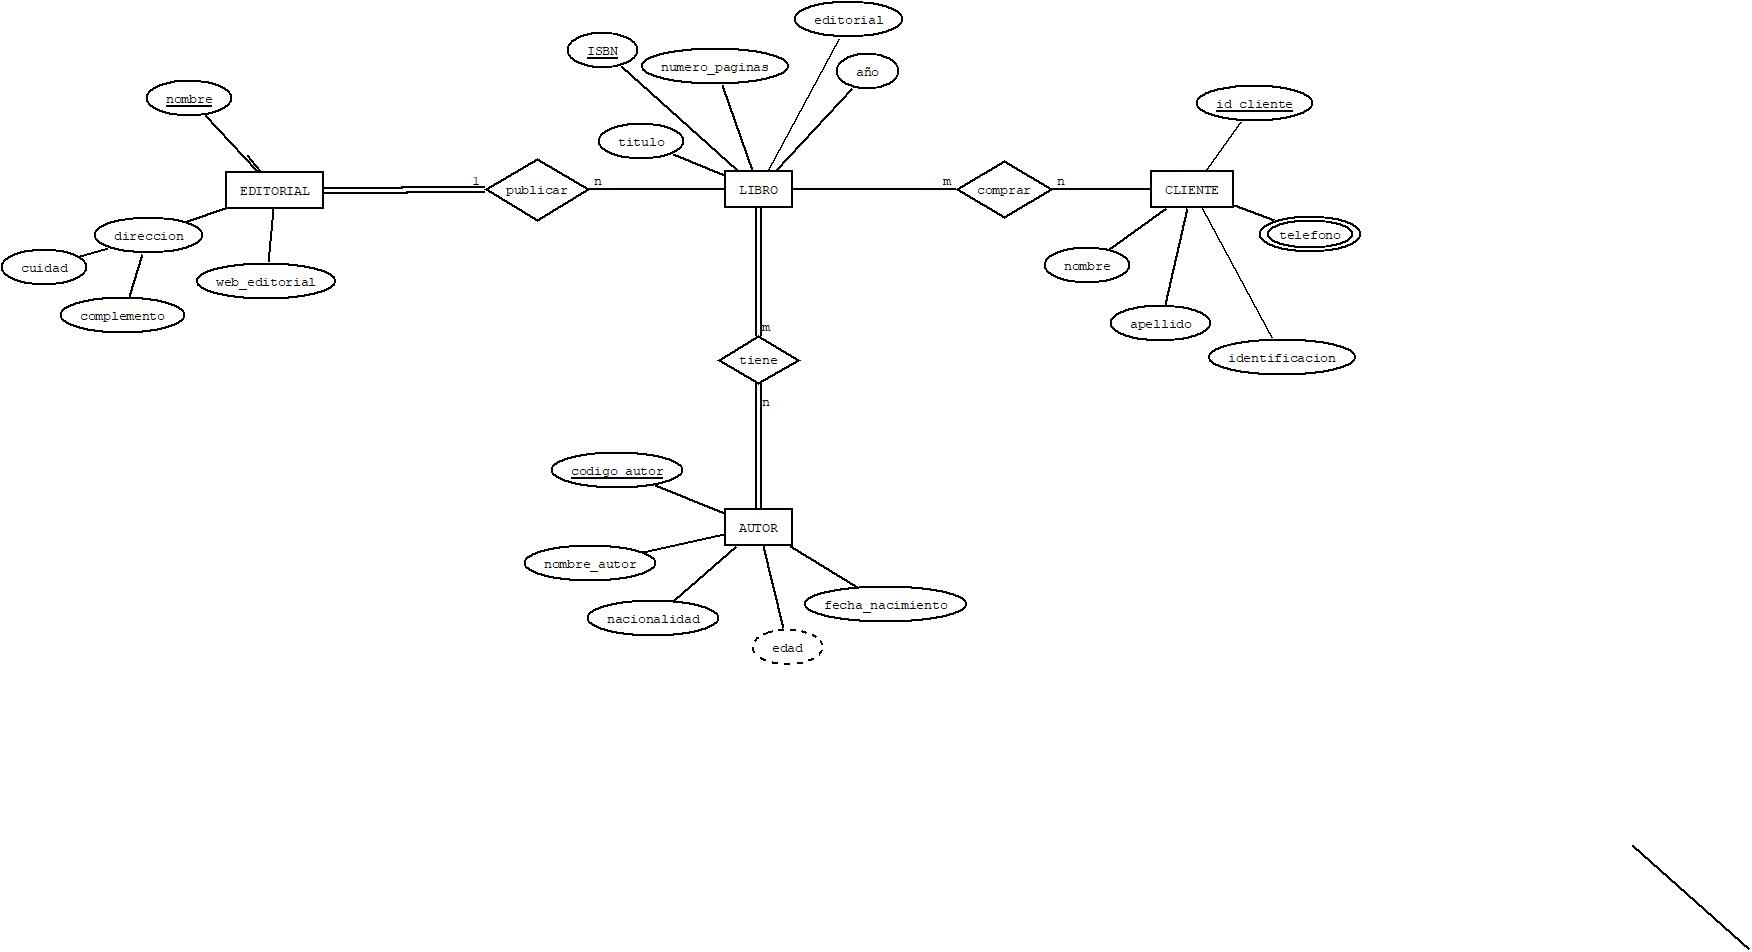 editorial
ISBN
numero_paginas
año
nombre
id_cliente
titulo
EDITORIAL
1
publicar
n
LIBRO
m
comprar
n
CLIENTE
direccion
telefono
cuidad
web_editorial
nombre
complemento
apellido
m
identificacion
tiene
n
codigo_autor
AUTOR
nombre_autor
fecha_nacimiento
nacionalidad
edad